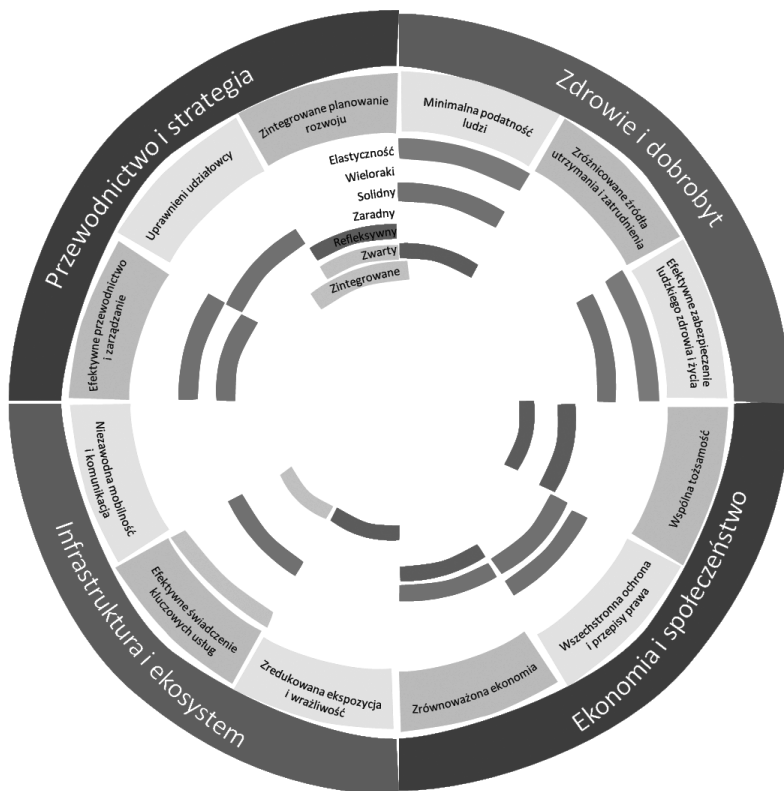 Przewodnictwo i strategia
Zdrowie i dobrobyt
Ekonomia i społeczeństwo
Infrastruktura i ekosystem
Zintegrowane planowanie
rozwoju
Minimalna podatność
ludzi
Zróżnicowane źródła
utrzymania i zatrudnienia
Efektywne zabezpieczenie
ludzkiego zdrowia i życia
Wspólna tożsamość
Wszechstronna ochrona
i przepisy prawa
Zrównoważona ekonomia
Zredukowana ekspozycja
i wrażliwość
Efektywne świadczenie
kluczowych usług
Niezawodna mobilność
i komunikacja
Efektywne przewodnictwo
i zarządzanie
Uprawnieni udziałowcy
Elastyczność
Wieloraki
Solidny
Zaradny
Refleksywny
Zwarty
Zintegrowane